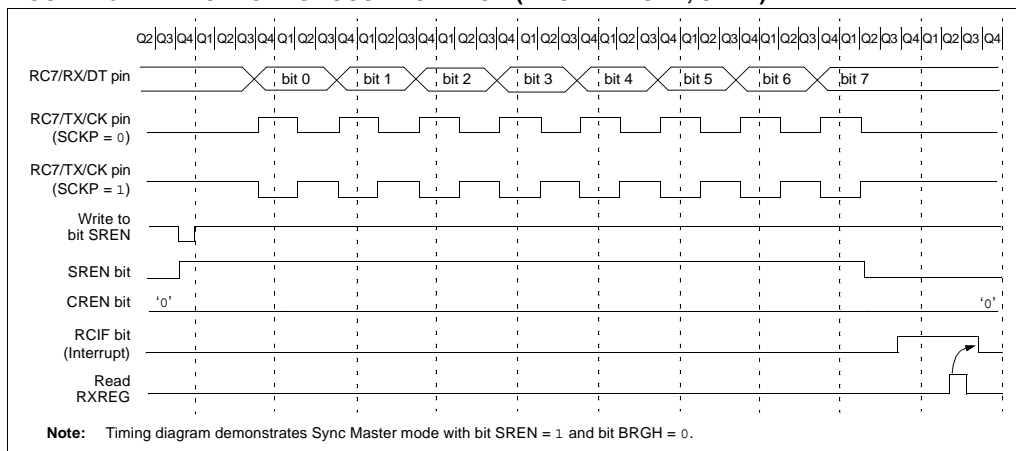 Q2 Q3 Q4 Q1 Q2 Q3 Q4 Q1 Q2 Q3 Q4 Q1 Q2 Q3 Q4 Q1 Q2 Q3 Q4 Q1 Q2 Q3 Q4 Q1 Q2 Q3 Q4 Q1 Q2 Q3 Q4 Q1 Q2 Q3 Q4 Q1 Q2 Q3 Q4 Q1 Q2 Q3 Q4
RC7/RX/DT pin
bit 0 bit 1 bit 2 bit 3 bit 4 bit 5 bit 6 bit 7
RC7/TX/CK pin
(SCKP = 0)
RC7/TX/CK pin
(SCKP = 1)
Write to
bit SREN
SREN bit
CREN bit '0' '0'
RCIF bit
(Interrupt)
Read
RXREG
Note: Timing diagram demonstrates Sync Master mode with bit SREN = 1 and bit BRGH = 0.